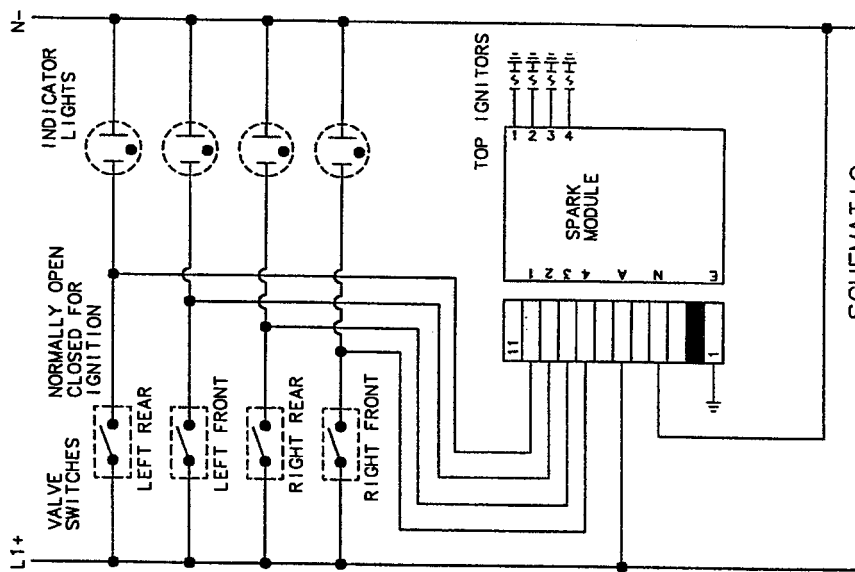 L1+
N-
VALVE
SWITCHES
NORMALLY OPEN
CLOSED FOR
IGNITION
INDICATOR
LIGHTS
LEFT REAR
LEFT FRONT
RIGHT REAR
RIGHT FRONT
TOP IGNITORS
1
2
3
4
SPARK
MODULE
1
2
3
4
A
N
E
11
1
SCHEMATIC